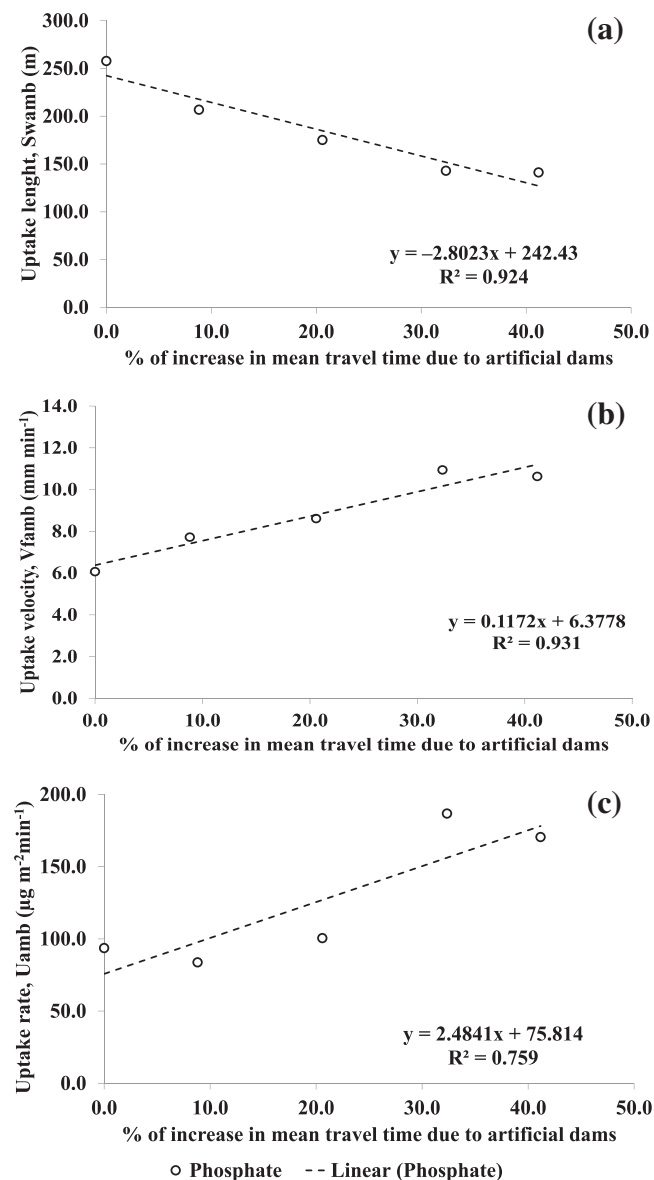 (a)
Uptake lenght, Swamb (m)
300.0
250.0
200.0
150.0
100.0
50.0
0.0
y = –2.8023x + 242.43
R² = 0.924
0.0 10.0 20.0 30.0 40.0 50.0
% of increase in mean travel time due to artificial dams
(b)
Uptake velocity, Vfamb (mm min⁻¹)
14.0
12.0
10.0
8.0
6.0
4.0
2.0
0.0
y = 0.1172x + 6.3778
R² = 0.931
0.0 10.0 20.0 30.0 40.0 50.0
% of increase in mean travel time due to artificial dams
(c)
Uptake rate, Uamb (µg m⁻²min⁻¹)
200.0
150.0
100.0
50.0
0.0
y = 2.4841x + 75.814
R² = 0.759
0.0 10.0 20.0 30.0 40.0 50.0
% of increase in mean travel time due to artificial dams
Phosphate Linear (Phosphate)